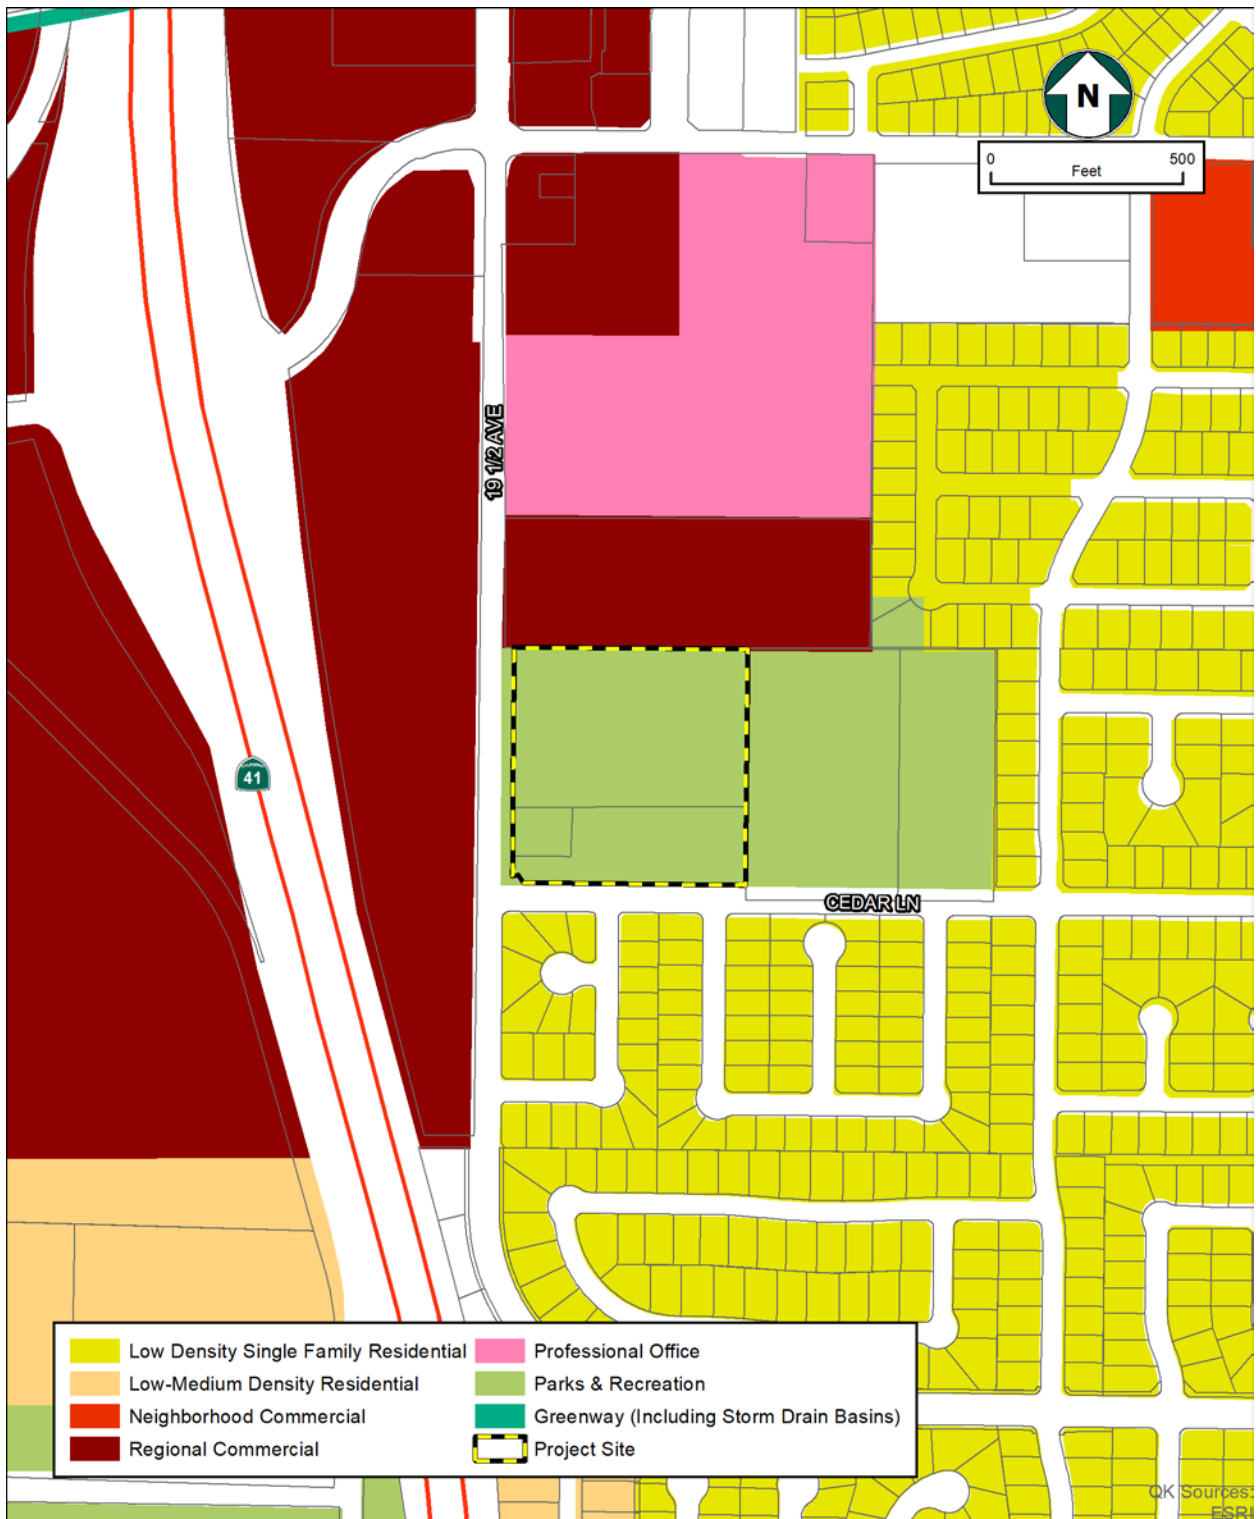 N
0 500
Feet
19 1/2 AVE
41
CEDAR LN
Low Density Single Family Residential
Low-Medium Density Residential
Neighborhood Commercial
Regional Commercial
Professional Office
Parks & Recreation
Greenway (Including Storm Drain Basins)
Project Site
QK Sources:
ESRI